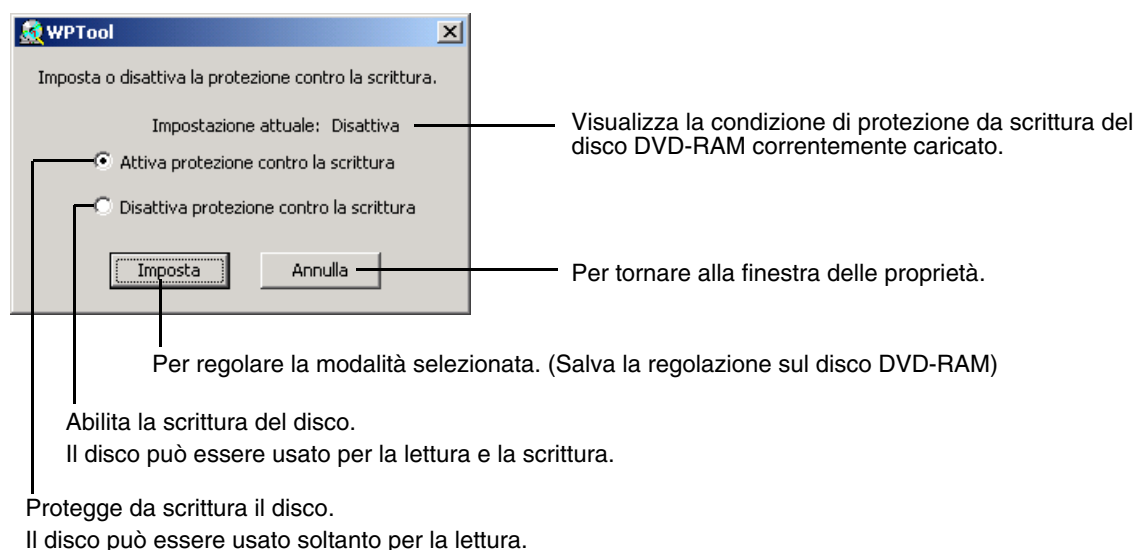 WPTool
Imposta o disattiva la protezione contro la scrittura.
Impostazione attuale: Disattiva
Visualizza la condizione di protezione da scrittura del
disco DVD-RAM correntemente caricato.
Attiva protezione contro la scrittura
Disattiva protezione contro la scrittura
Imposta
Annulla
Per tornare alla finestra delle proprietà.
Per regolare la modalità selezionata. (Salva la regolazione sul disco DVD-RAM)
Abilita la scrittura del disco.
Il disco può essere usato per la lettura e la scrittura.
Protegge da scrittura il disco.
Il disco può essere usato soltanto per la lettura.